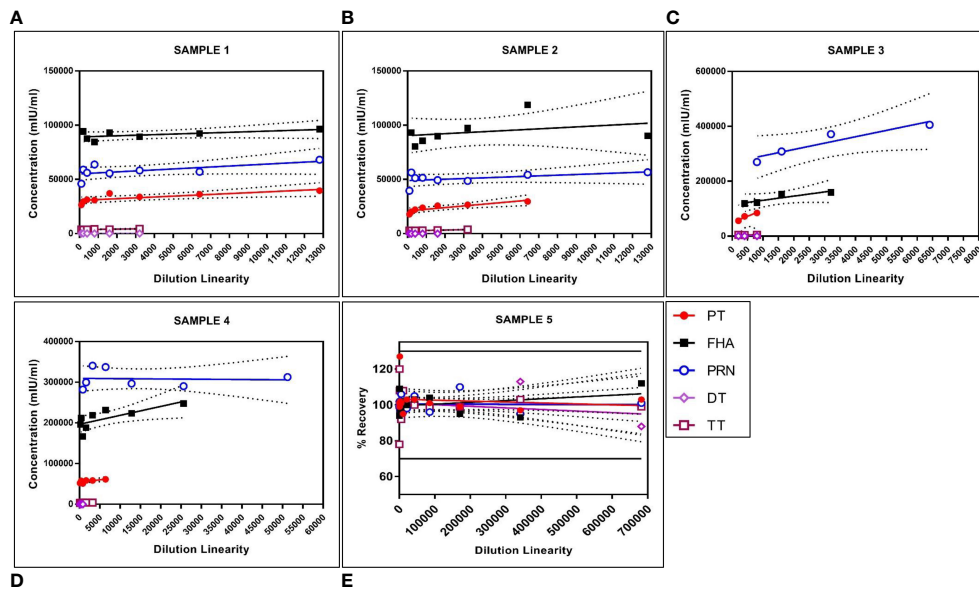 A
B
C
SAMPLE 1
Concentration (mIU/ml)
150000
100000
50000
0
0 1000 2000 3000 4000 5000 6000 7000 8000 9000 10000 11000 12000 13000
Dilution Linearity
SAMPLE 2
Concentration (mIU/ml)
150000
100000
50000
0
0 1000 2000 3000 4000 5000 6000 7000 8000 9000 10000 11000 12000 13000
Dilution Linearity
SAMPLE 3
Concentration (mIU/ml)
600000
400000
200000
0
0 500 1000 1500 2000 2500 3000 3500 4000 4500 5000 5500 6000 6500 7000 7500 8000
Dilution Linearity
SAMPLE 4
Concentration (mIU/ml)
400000
300000
200000
100000
0
0 5000 10000 15000 20000 25000 30000 35000 40000 45000 50000 55000 60000
Dilution Linearity
SAMPLE 5
% Recovery
120
100
80
60
0 100000 200000 300000 400000 500000 600000 700000
Dilution Linearity
PT
FHA
PRN
DT
TT
D
E